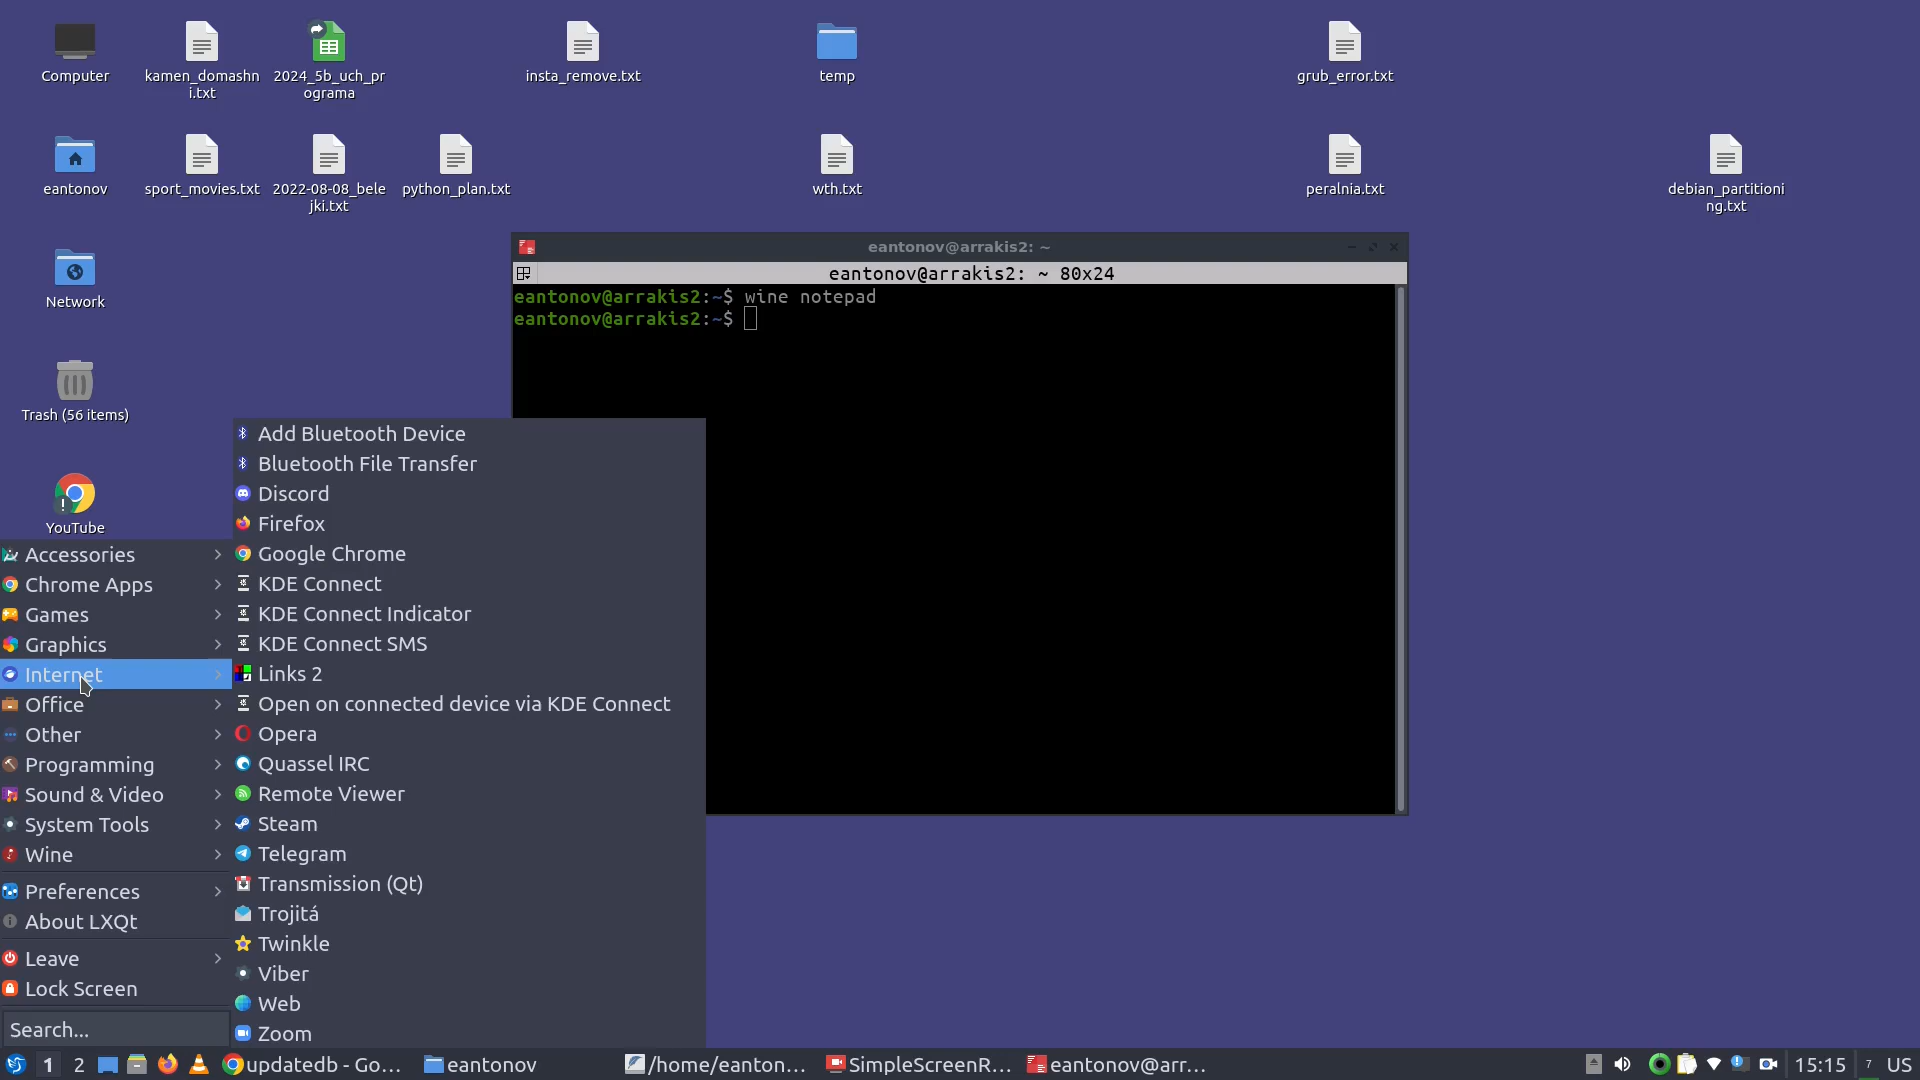 Computer
kamen_domashn
i.txt
2024_5b_uch_pr
ograma
insta_remove.txt
temp
grub_error.txt
eantonov
sport_movies.txt
2022-08-08_bele
jki.txt
python_plan.txt
wth.txt
peralnia.txt
debian_partitioni
ng.txt
Network
Trash (56 items)
YouTube
eantonov@arrakis2: ~
eantonov@arrakis2: ~ 80x24
eantonov@arrakis2:~$ wine notepad
eantonov@arrakis2:~$
Accessories
Chrome Apps
Games
Graphics
Internet
Office
Other
Programming
Sound & Video
System Tools
Wine
Preferences
About LXQt
Leave
Lock Screen
Search...
Add Bluetooth Device
Bluetooth File Transfer
Discord
Firefox
Google Chrome
KDE Connect
KDE Connect Indicator
KDE Connect SMS
Links 2
Open on connected device via KDE Connect
Opera
Quassel IRC
Remote Viewer
Steam
Telegram
Transmission (Qt)
Trojitá
Twinkle
Viber
Web
Zoom
1 2 updatedb - Go... eantonov /home/eanton... SimpleScreenR... eantonov@arr... 15:15 7 US